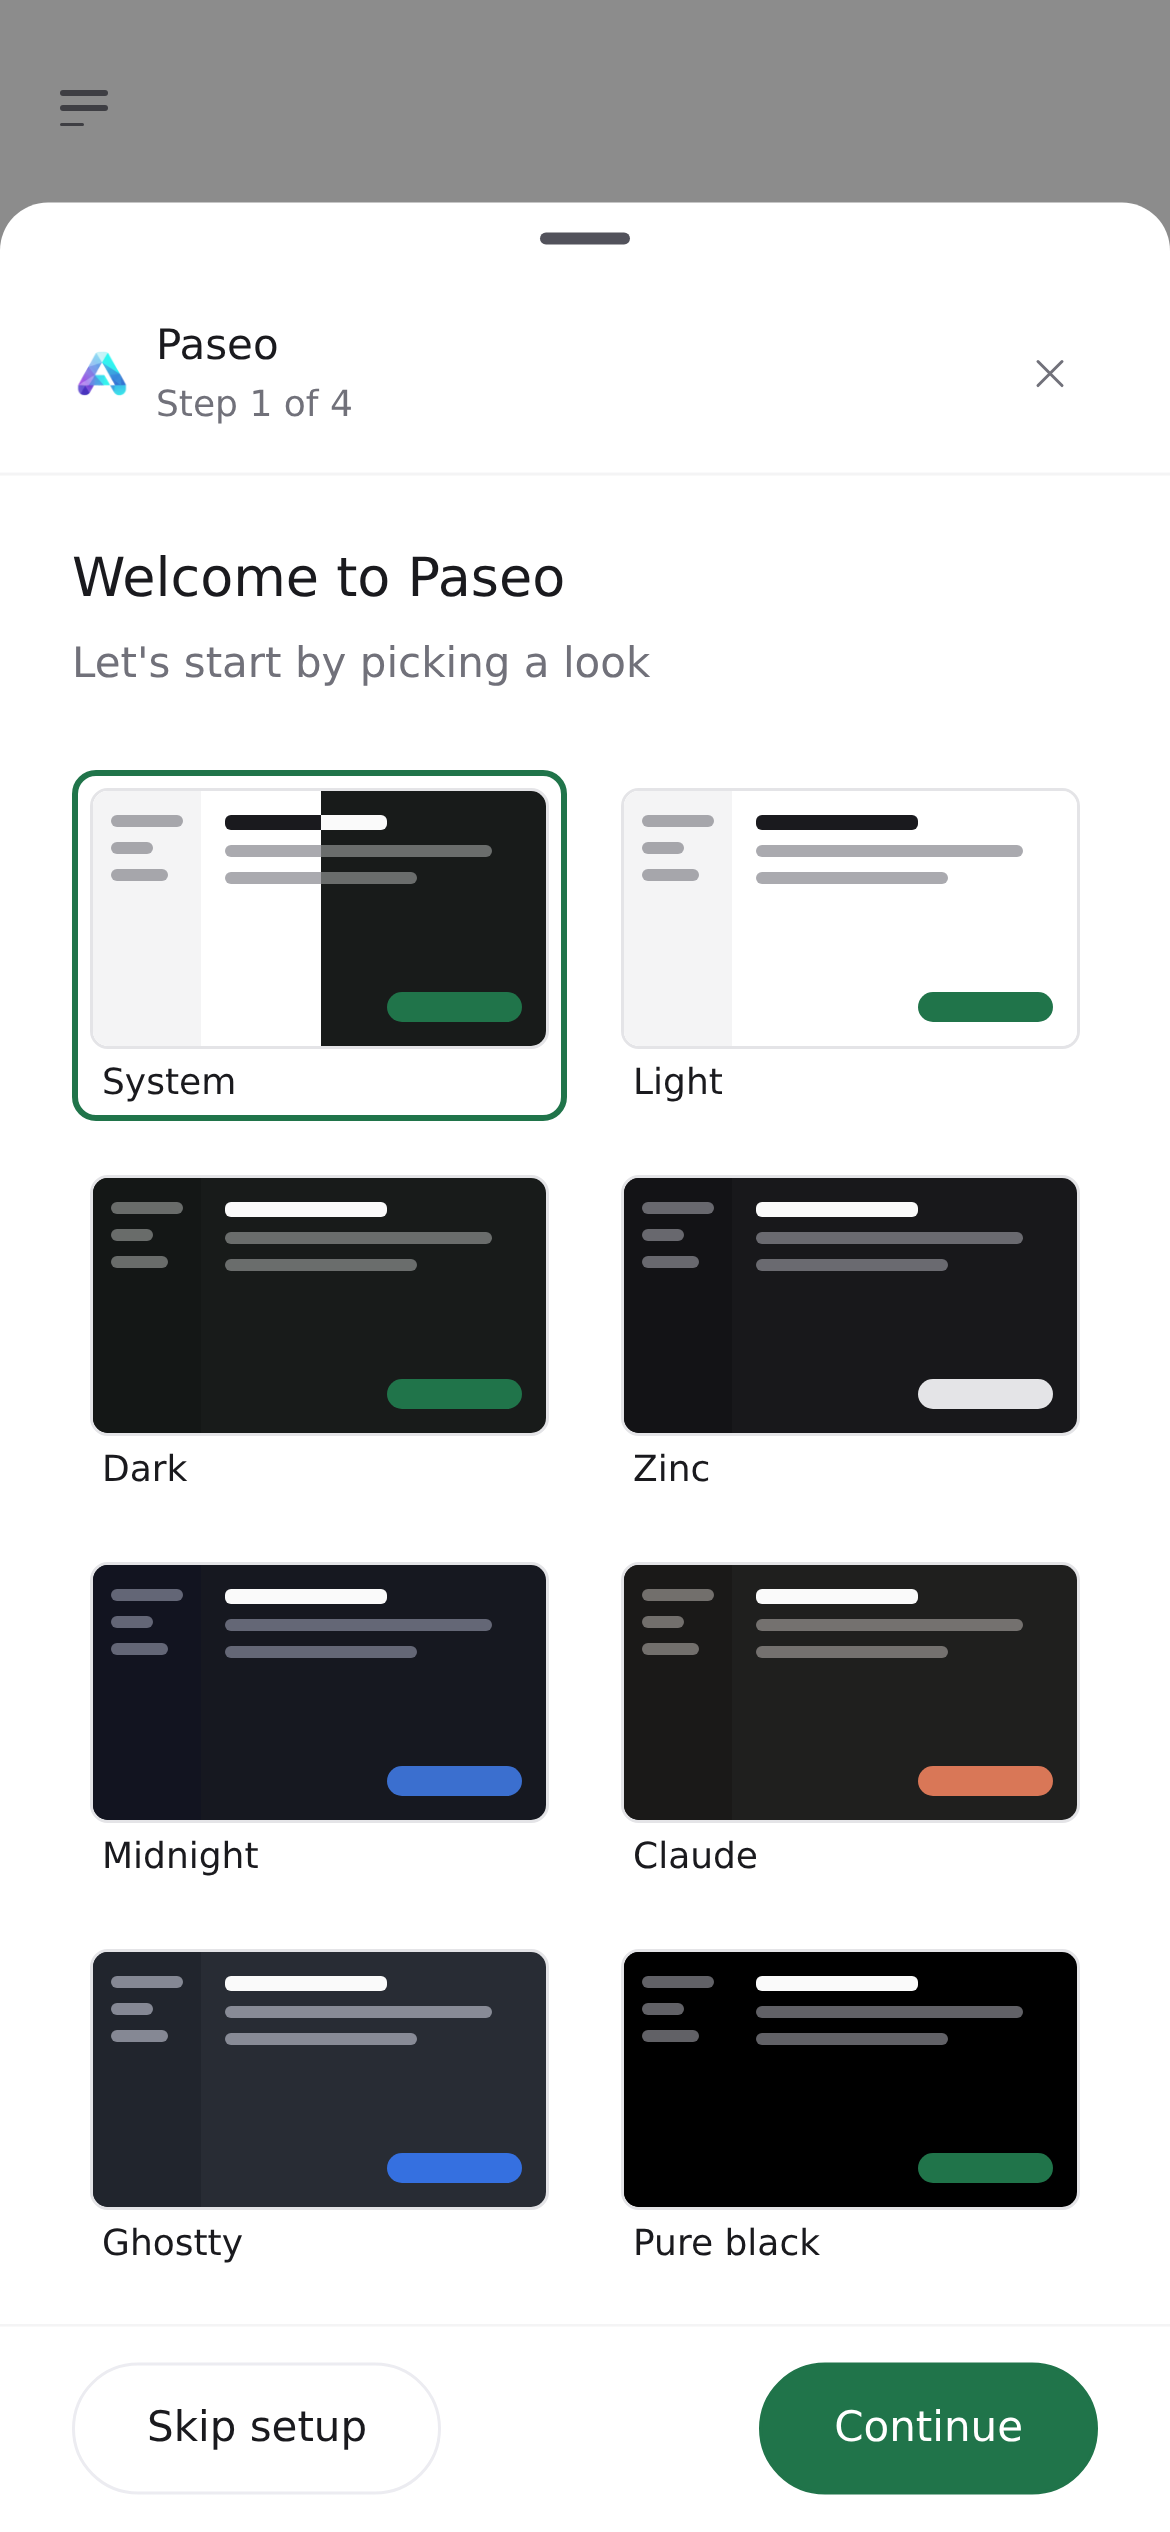 Paseo
Step 1 of 4
Welcome to Paseo
Let's start by picking a look
System
Light
Dark
Zinc
Midnight
Claude
Ghostty
Pure black
Skip setup
Continue